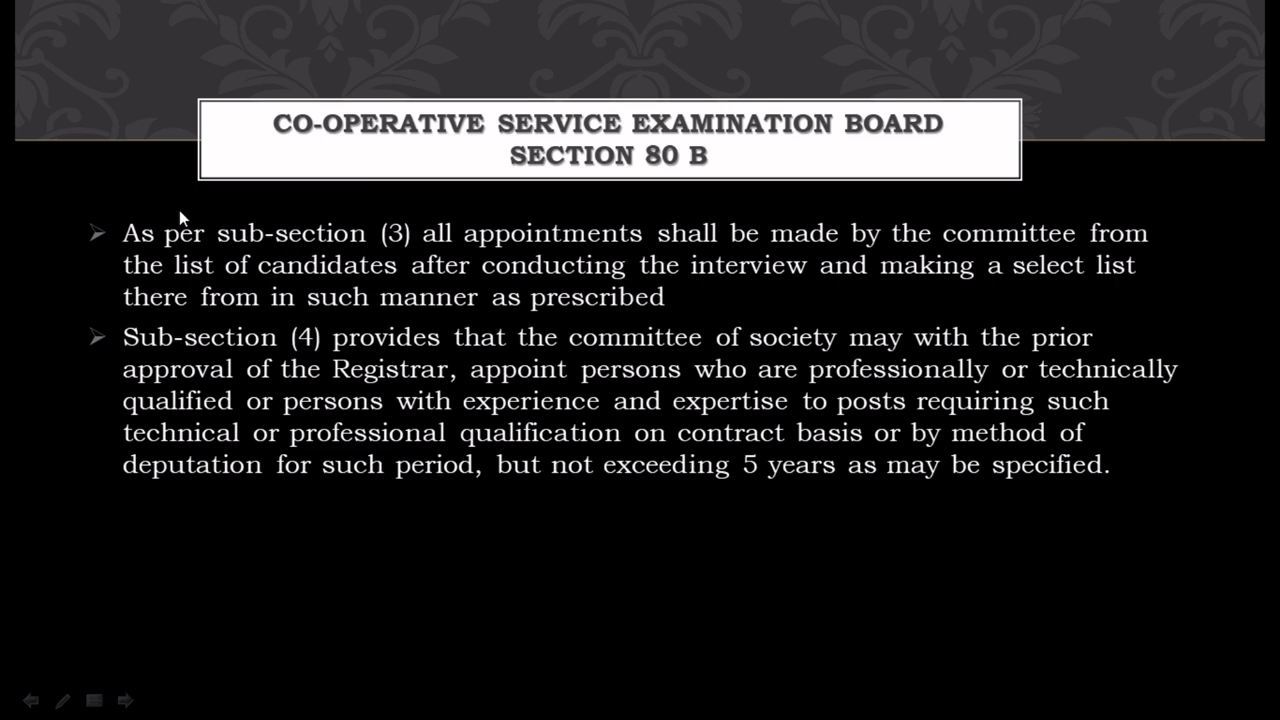 CO-OPERATIVE SERVICE EXAMINATION BOARD
SECTION 80 B
As per sub-section (3) all appointments shall be made by the committee from
the list of candidates after conducting the interview and making a select list
there from in such manner as prescribed
Sub-section (4) provides that the committee of society may with the prior
approval of the Registrar, appoint persons who are professionally or technically
qualified or persons with experience and expertise to posts requiring such
technical or professional qualification on contract basis or by method of
deputation for such period, but not exceeding 5 years as may be specified.